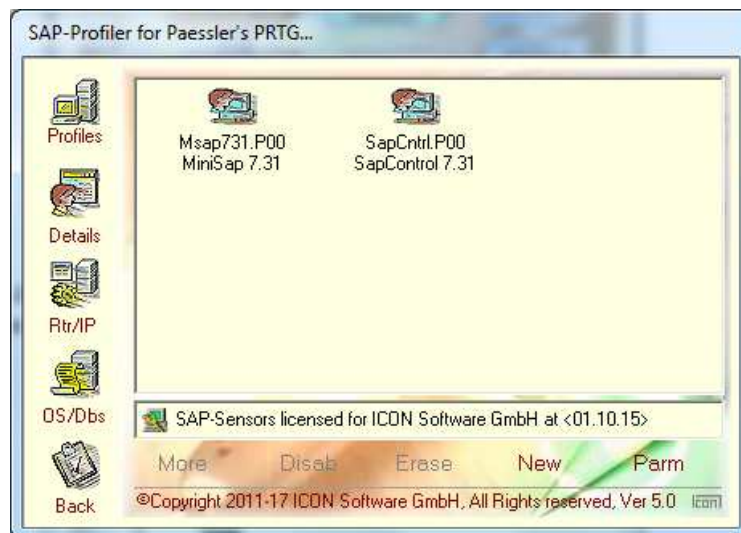 SAP-Profiler for Paessler's PRTG...
Profiles
Msap731.P00
MiniSap 7.31
SapCntrl.P00
SapControl 7.31
Details
Rtr/IP
OS/Dbs
SAP-Sensors licensed for ICON Software GmbH at <01.10.15>
More Disab Erase New Parm
Back
©Copyright 2011-17 ICON Software GmbH, All Rights reserved, Ver 5.0 Icon